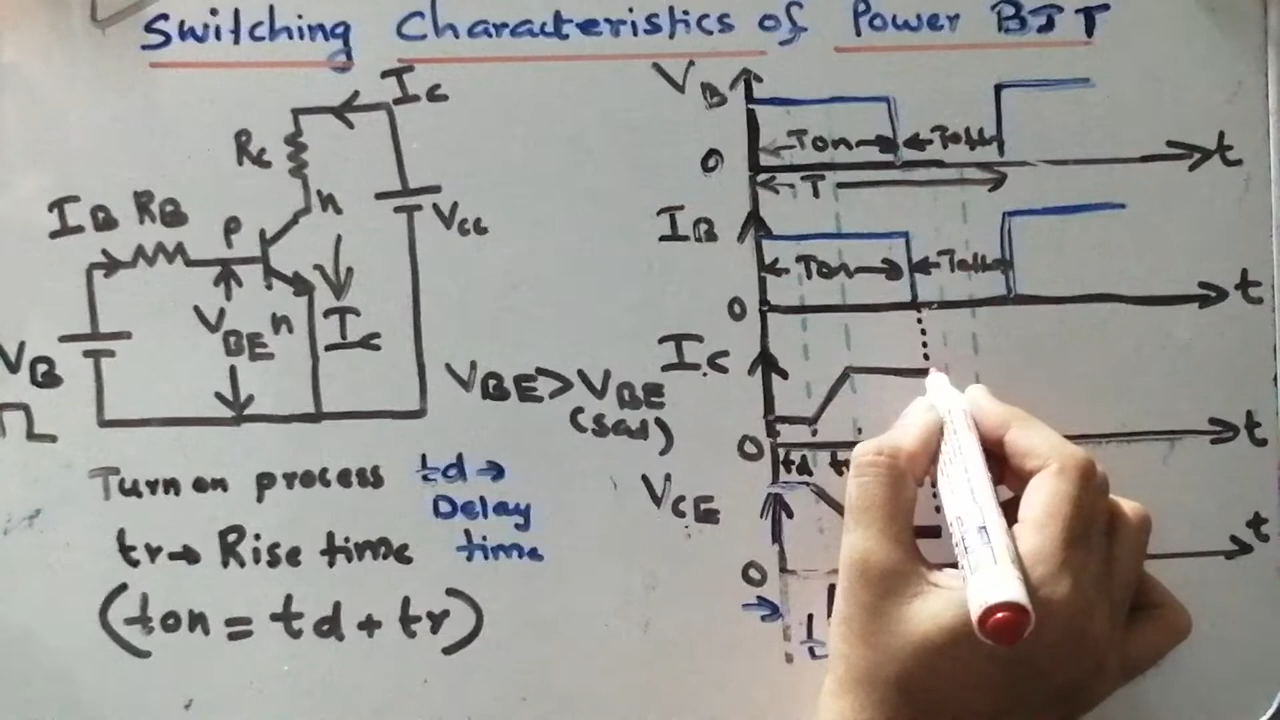 Switching Characteristics of Power BJT
Ic
Rc
n
Vcc
IB RB
P
VBE
n
Ic
VB
VBE > VBE
(sat)
Turn on process td →
Delay
time
tr → Rise time
(ton = td + tr)
VB
0
Ton
Toff
t
T
IB
0
Ton
Toff
t
Ic
0
t
td
VCE
0
t